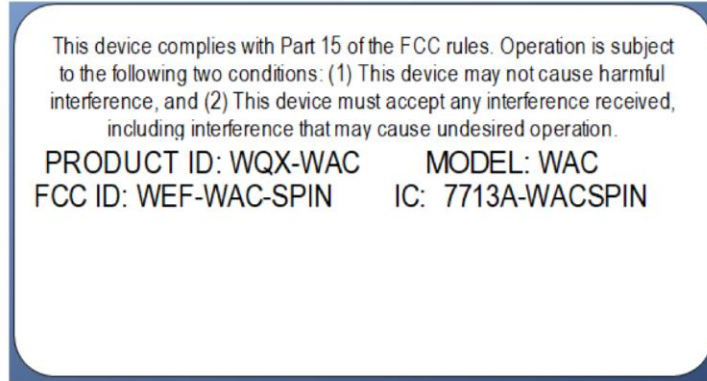 This device complies with Part 15 of the FCC rules. Operation is subject
to the following two conditions: (1) This device may not cause harmful
interference, and (2) This device must accept any interference received,
including interference that may cause undesired operation.
PRODUCT ID: WQX-WAC MODEL: WAC
FCC ID: WEF-WAC-SPIN IC: 7713A-WACSPIN